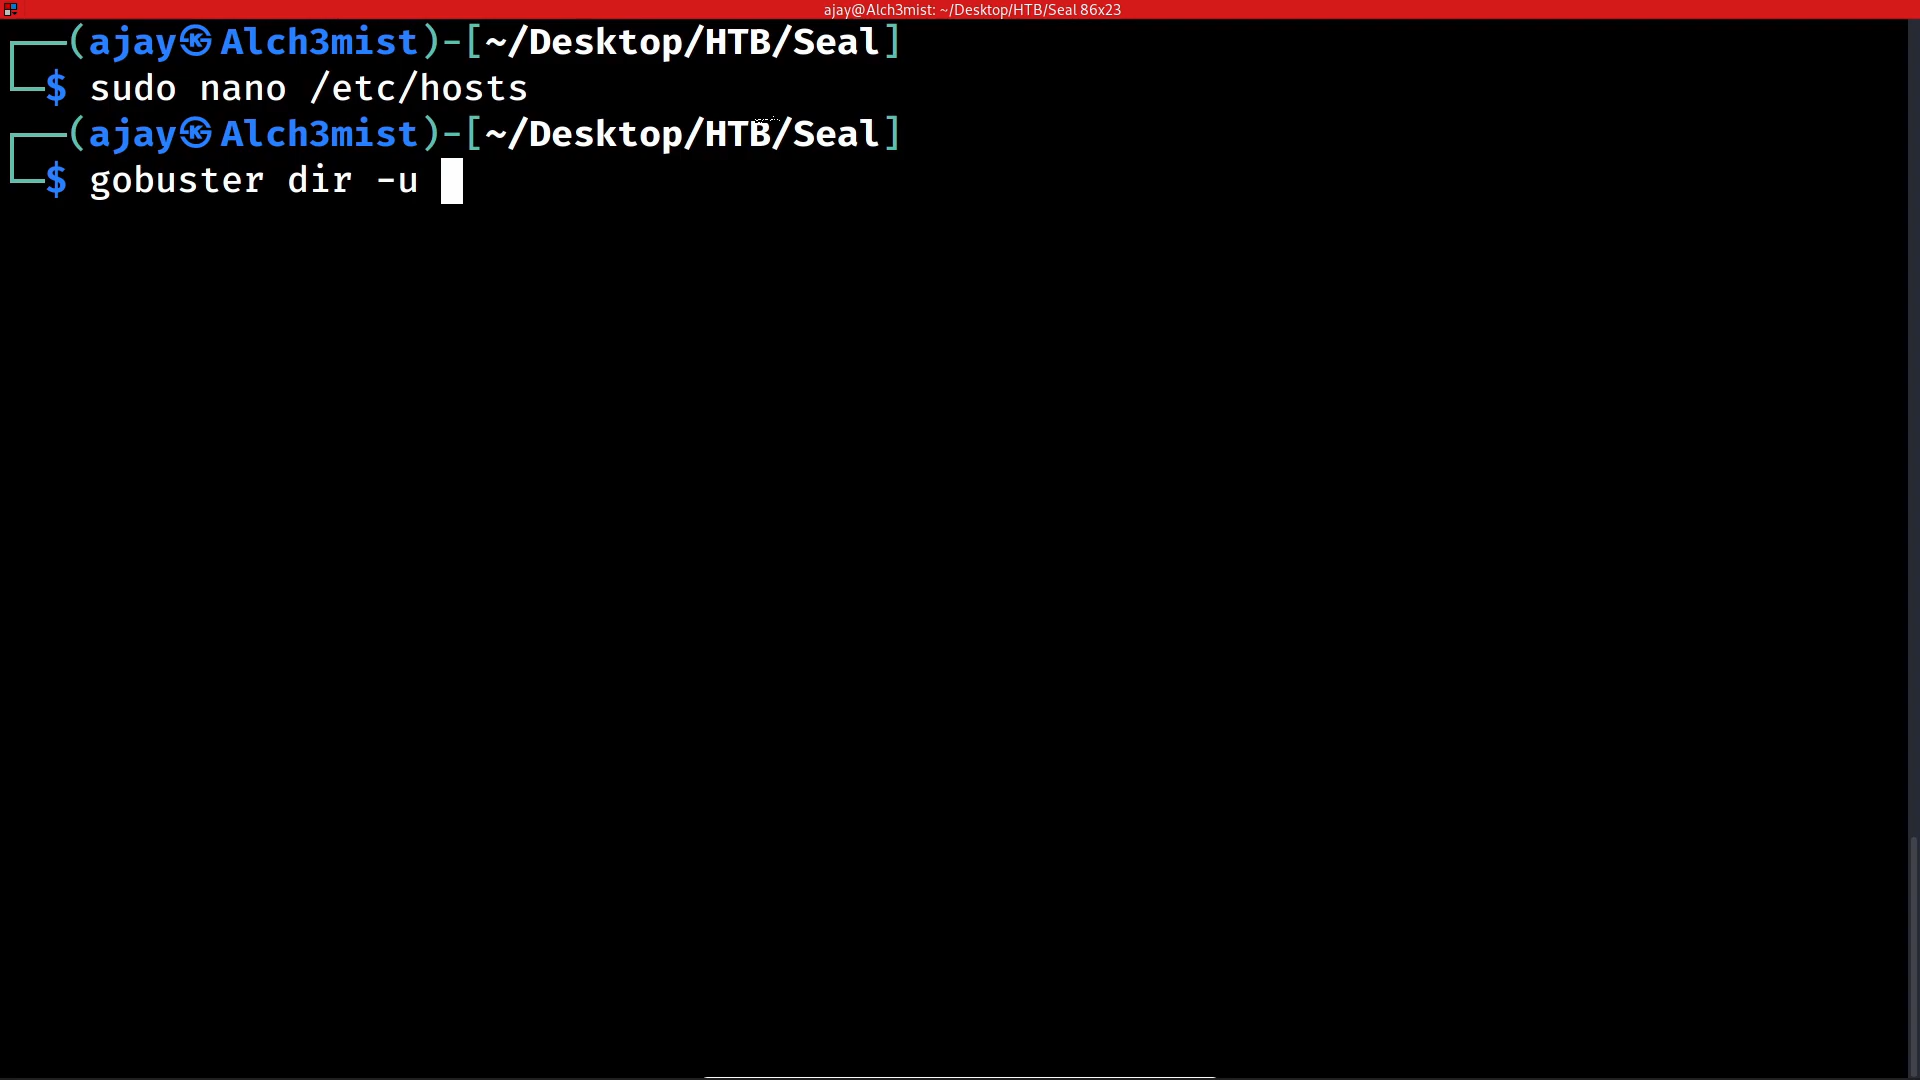 ajay@Alch3mist: ~/Desktop/HTB/Seal 86x23
┌──(ajay㉿Alch3mist)-[~/Desktop/HTB/Seal]
└─$ sudo nano /etc/hosts
┌──(ajay㉿Alch3mist)-[~/Desktop/HTB/Seal]
└─$ gobuster dir -u